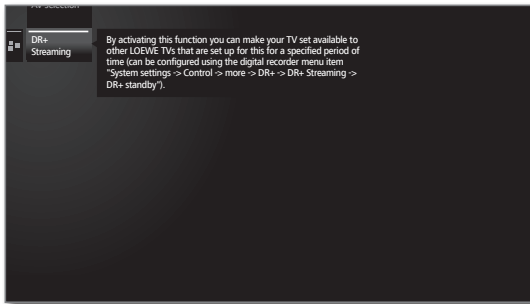 AV selection
DR+
Streaming
By activating this function you can make your TV set available to
other LOEWE TVs that are set up for this for a specified period of
time (can be configured using the digital recorder menu item
"System settings -> Control -> more -> DR+ -> DR+ Streaming ->
DR+ standby").